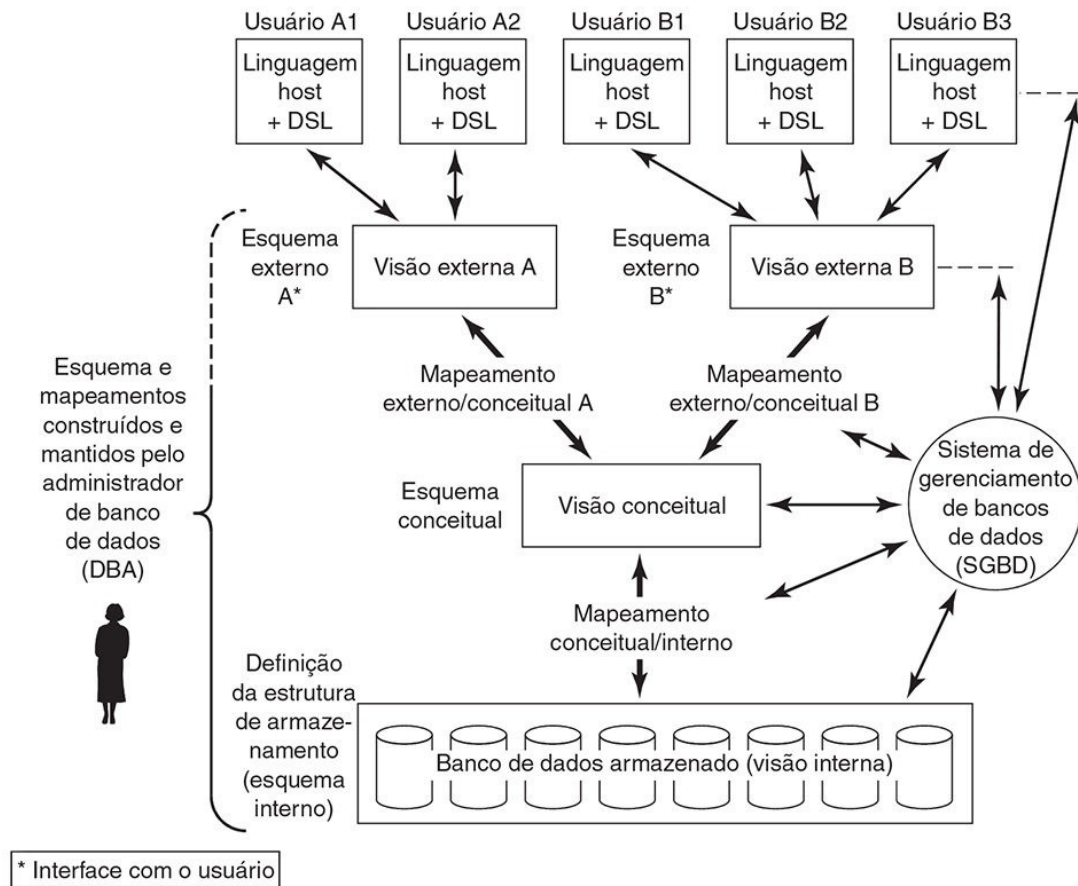 Usuário A1
Usuário A2
Usuário B1
Usuário B2
Usuário B3
Linguagem
host
+ DSL
Linguagem
host
+ DSL
Linguagem
host
+ DSL
Linguagem
host
+ DSL
Linguagem
host
+ DSL
Esquema
externo
A*
Visão externa A
Esquema
externo
B*
Visão externa B
Esquema e
mapeamentos
construídos e
mantidos pelo
administrador
de banco
de dados
(DBA)
Mapeamento
externo/conceitual A
Mapeamento
externo/conceitual B
Esquema
conceitual
Visão conceitual
Sistema de
gerenciamento
de bancos
de dados
(SGBD)
Mapeamento
conceitual/interno
Definição
da estrutura
de armaze-
namento
(esquema
interno)
Banco de dados armazenado (visão interna)
* Interface com o usuário